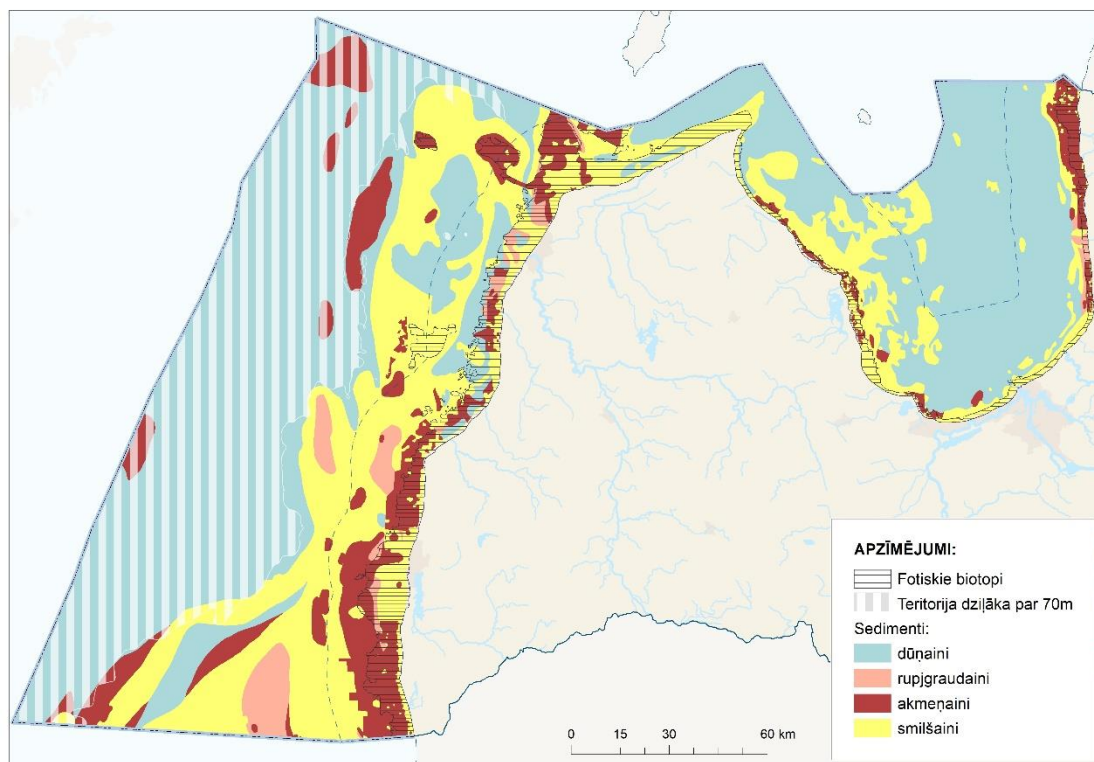 APZĪMĒJUMI:
Fotiskie biotopi
Teritorija dziļāka par 70m
Sedimenti:
dūņaini
rupjgraudaini
akmeņaini
smilšaini
0 15 30 60 km